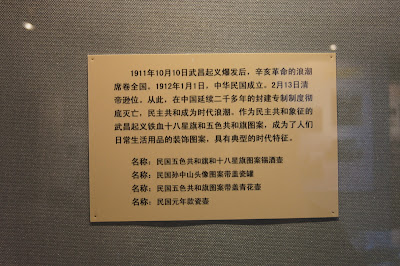 1911年10月10日武昌起义爆发后，辛亥革命的浪潮
席卷全国。1912年1月1日，中华民国成立。2月13日清
帝逊位。从此，在中国延续二千多年的封建专制制度彻
底灭亡，民主共和成为时代浪潮。作为民主共和象征的
武昌起义铁血十八星旗和五色共和旗图案，成为了人们
日常生活用品的装饰图案，具有典型的时代特征。
名称：民国五色共和旗和十八星旗图案锡酒壶
名称：民国孙中山头像图案带盖瓷罐
名称：民国五色共和旗图案带盖青花壶
名称：民国元年款瓷壶